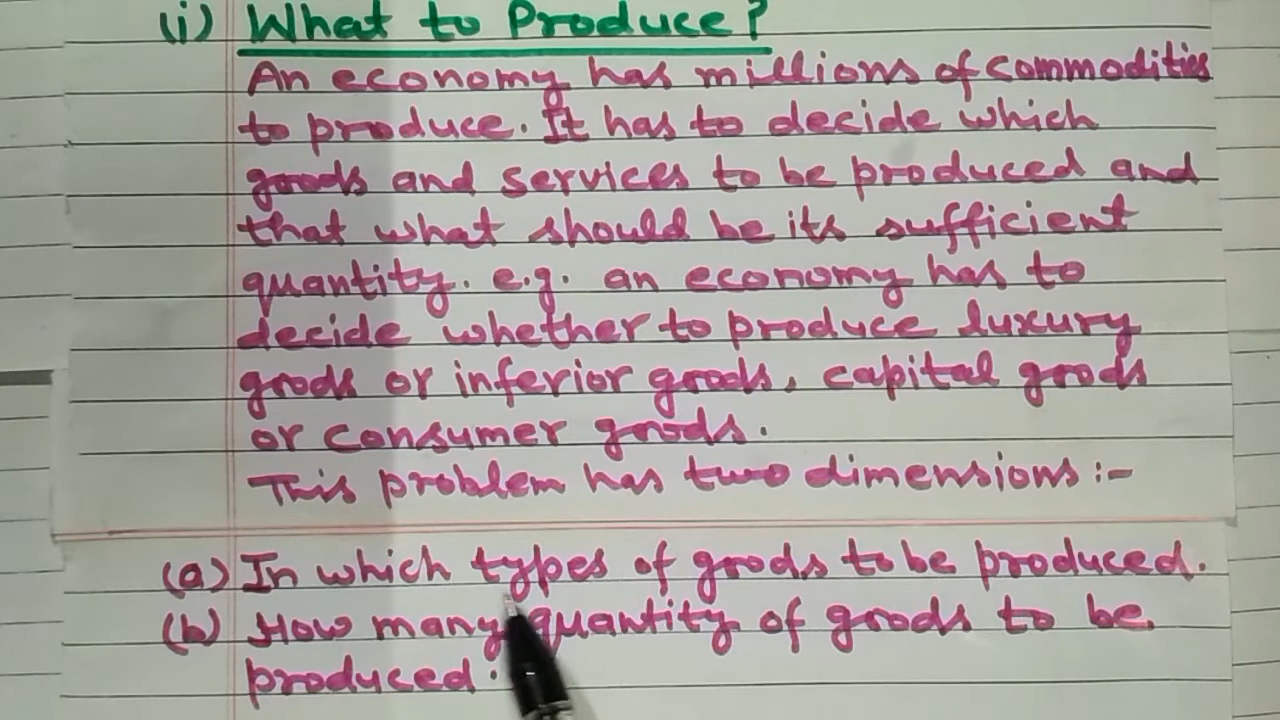 (i) What to Produce?
An economy has millions of commodities
to produce. It has to decide which
goods and services to be produced and
that what should be its sufficient
quantity. e.g. an economy has to
decide whether to produce luxury
goods or inferior goods, capital goods
or consumer goods.
This problem has two dimensions :-
(a) In which types of goods to be produced.
(b) How many quantity of goods to be
produced.